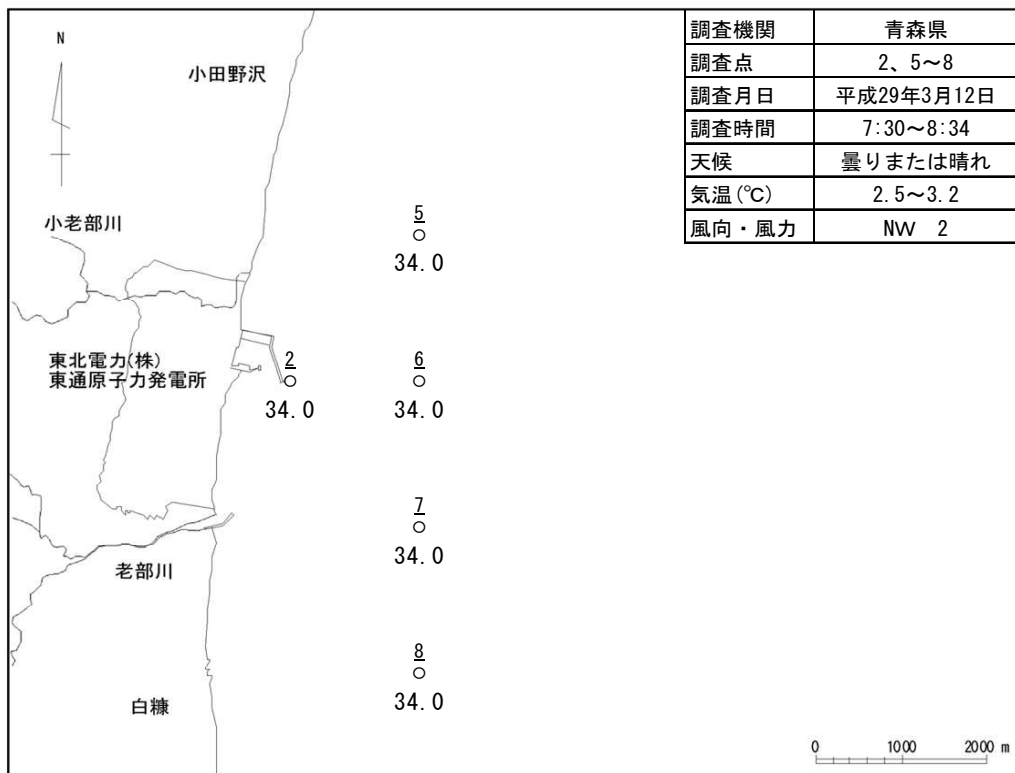 調査機関 青森県
調査点 2、5～8
調査月日 平成29年3月12日
調査時間 7:30～8:34
天候 曇りまたは晴れ
気温(℃) 2.5～3.2
風向・風力 NW 2
N
小田野沢
小老部川
5
34.0
東北電力(株)
東通原子力発電所
2
34.0
6
34.0
7
34.0
老部川
8
34.0
白糠
0 1000 2000 m